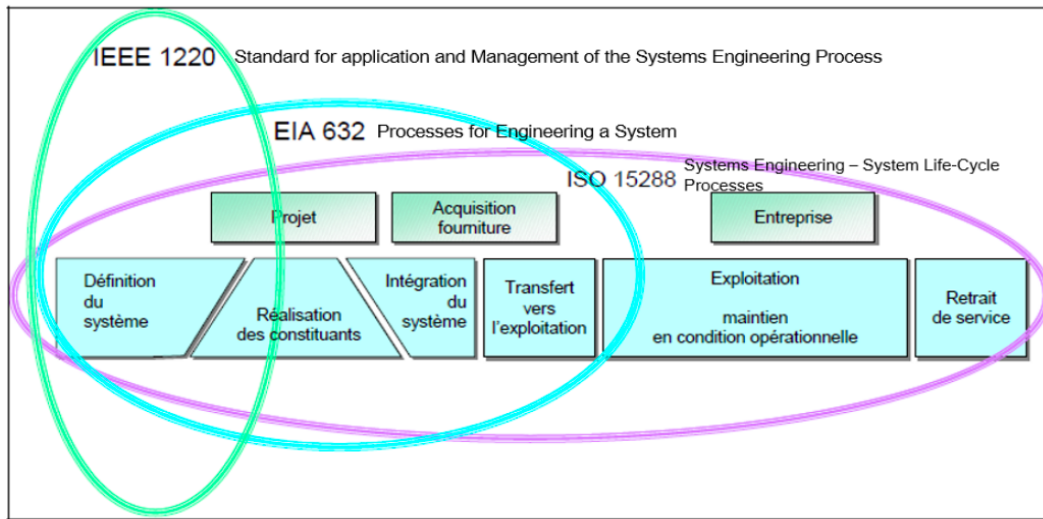 IEEE 1220 Standard for application and Management of the Systems Engineering Process
EIA 632 Processes for Engineering a System
ISO 15288 Systems Engineering – System Life-Cycle
Processes
Projet
Acquisition
fourniture
Entreprise
Définition
du
système
Réalisation
des constituants
Intégration
du
système
Transfert
vers
l'exploitation
Exploitation
maintien
en condition opérationnelle
Retrait
de service